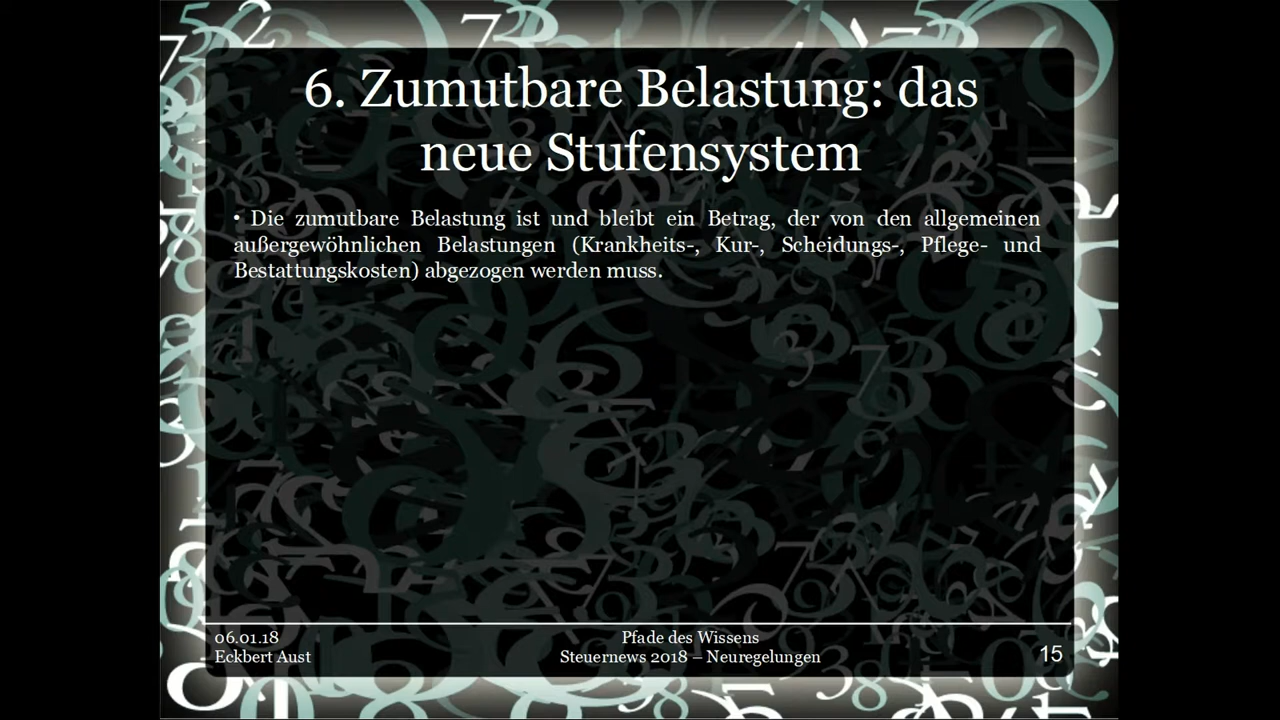 6. Zumutbare Belastung: das
neue Stufensystem
• Die zumutbare Belastung ist und bleibt ein Betrag, der von den allgemeinen
außergewöhnlichen Belastungen (Krankheits-, Kur-, Scheidungs-, Pflege- und
Bestattungskosten) abgezogen werden muss.
06.01.18
Eckbert Aust
Pfade des Wissens
Steuernews 2018 – Neuregelungen
15